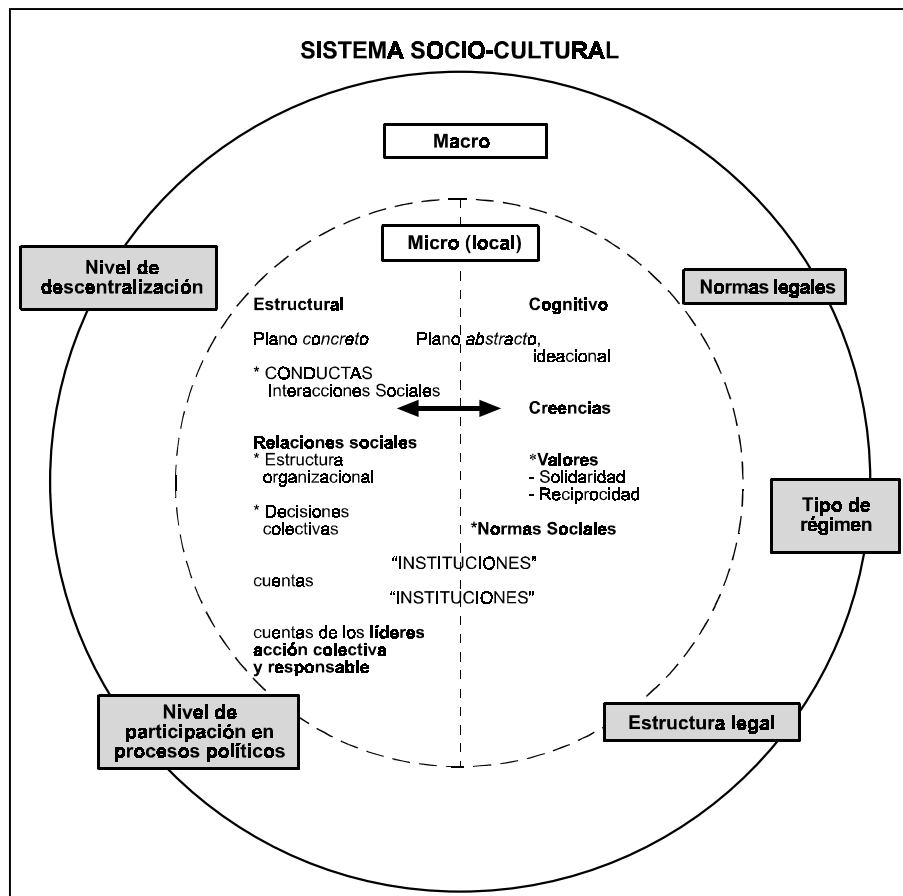 SISTEMA SOCIO-CULTURAL
Macro
Micro (local)
Nivel de
descentralización
Normas legales
Estructural
Plano concreto
* CONDUCTAS
Interacciones Sociales
Relaciones sociales
* Estructura
organizacional
* Decisiones
colectivas
cuentas
cuentas de los líderes
acción colectiva
y responsable
Cognitivo
Plano abstracto,
ideacional
Creencias
*Valores
- Solidaridad
- Reciprocidad
*Normas Sociales
“INSTITUCIONES”
“INSTITUCIONES”
Tipo de
régimen
Nivel de
participación en
procesos políticos
Estructura legal